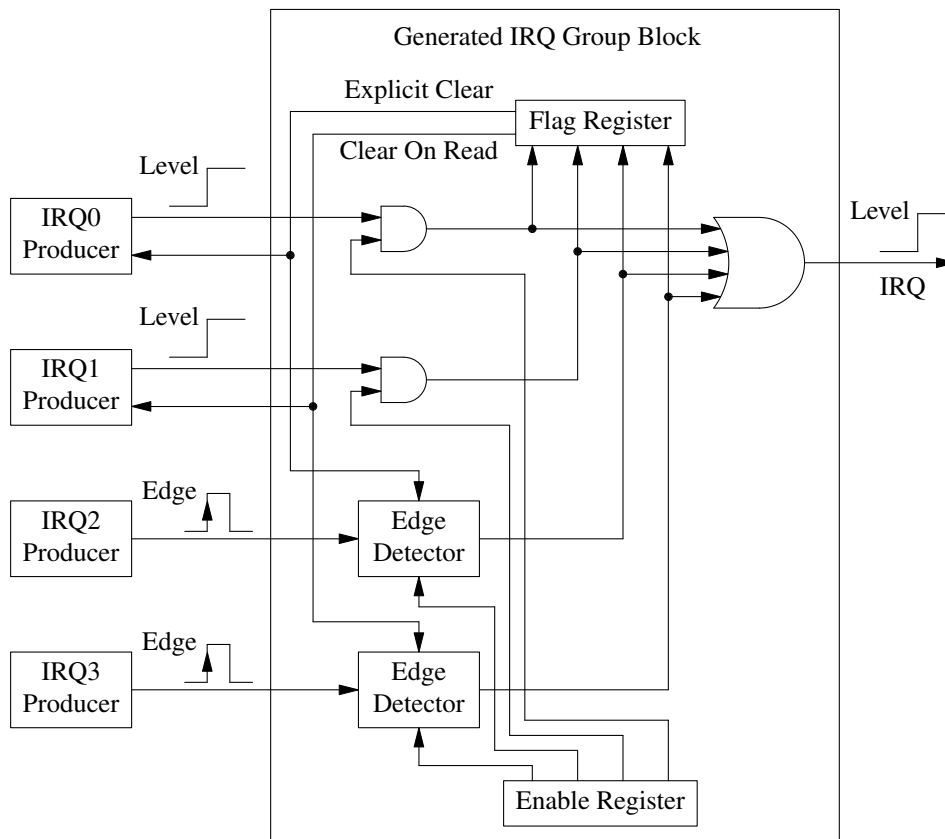 Generated IRQ Group Block
Explicit Clear
Flag Register
Clear On Read
Level
IRQ0
Producer
Level
IRQ
Level
IRQ1
Producer
Edge
IRQ2
Producer
Edge
Detector
Edge
IRQ3
Producer
Edge
Detector
Enable Register